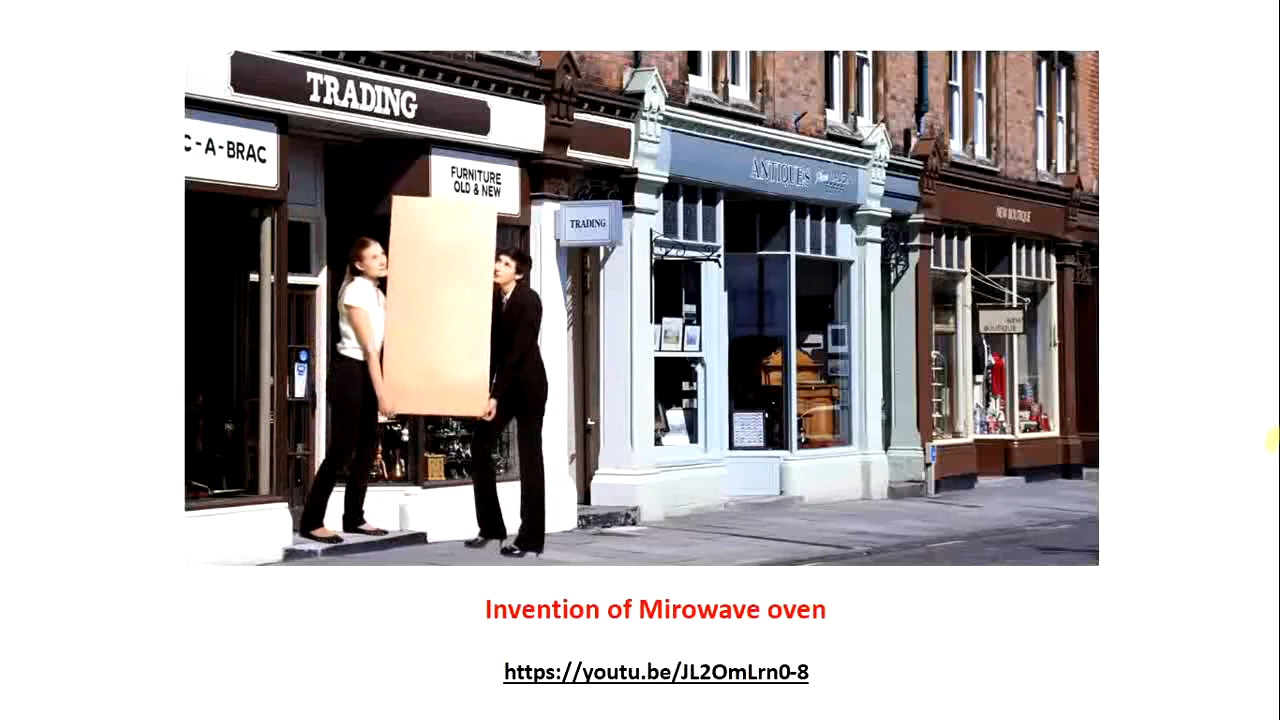 TRADING
C-A-BRAC
FURNITURE
OLD & NEW
TRADING
ANTIQUES
NEW BOUTIQUE
Invention of Mirowave oven
https://youtu.be/JL2OmLrn0-8